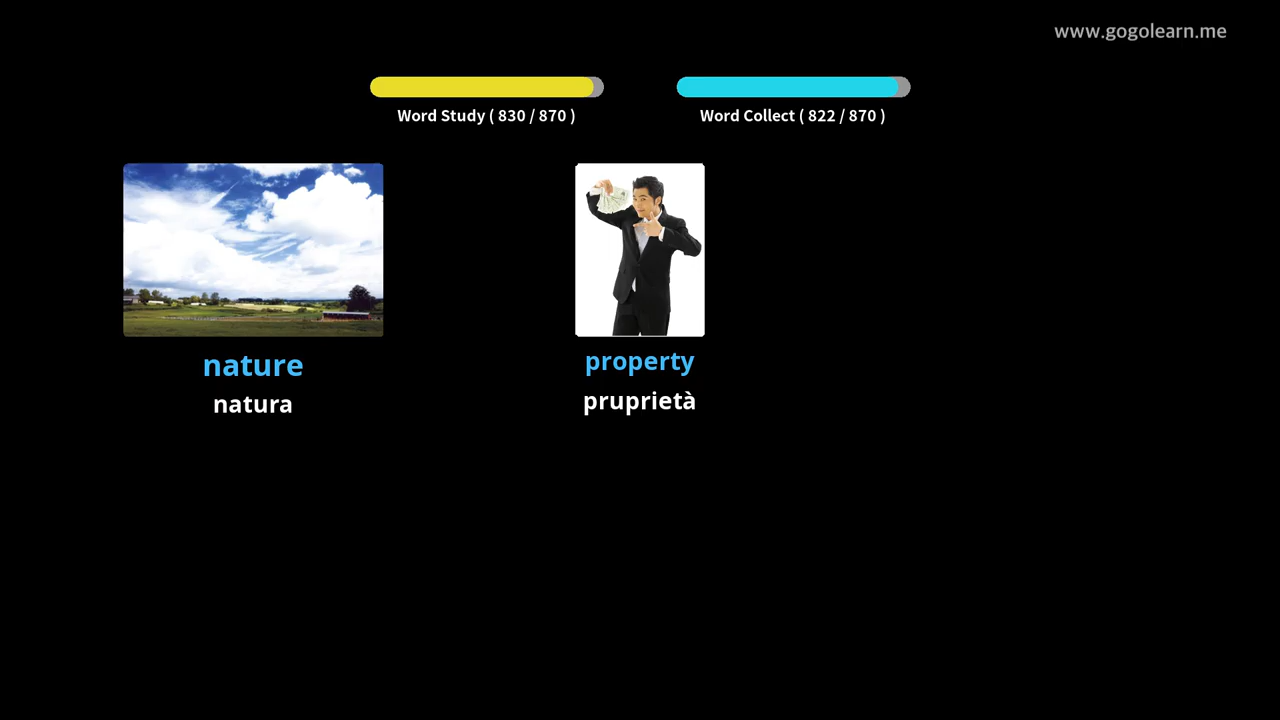 www.gogolearn.me
Word Study ( 830 / 870 )
Word Collect ( 822 / 870 )
nature
natura
property
pruprietà